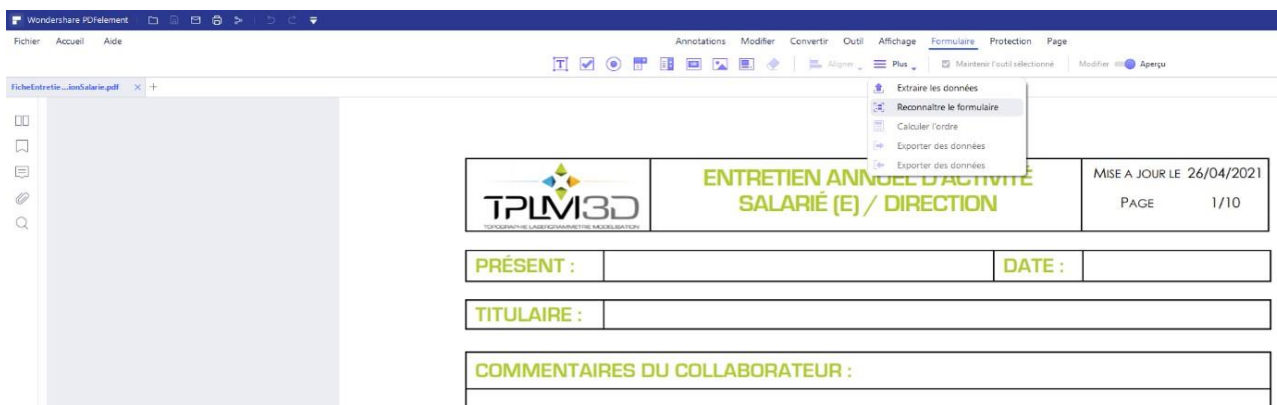 Wondershare PDFelement
Fichier Accueil Aide
Annotations Modifier Convertir Outil Affichage Formulaire Protection Page
Aligner Plus Maintenir l'outil sélectionné Modifier Aperçu
FicheEntretie...ionSalarie.pdf
Extraire les données
Reconnaître le formulaire
Calculer l'ordre
Exporter des données
Exporter des données
TPLM3D
TOPOGRAPHIE LASERGRAMMETRIE MODELISATION
ENTRETIEN ANNUEL D'ACTIVITÉ
SALARIÉ (E) / DIRECTION
MISE A JOUR LE 26/04/2021
PAGE 1/10
PRÉSENT :
DATE :
TITULAIRE :
COMMENTAIRES DU COLLABORATEUR :